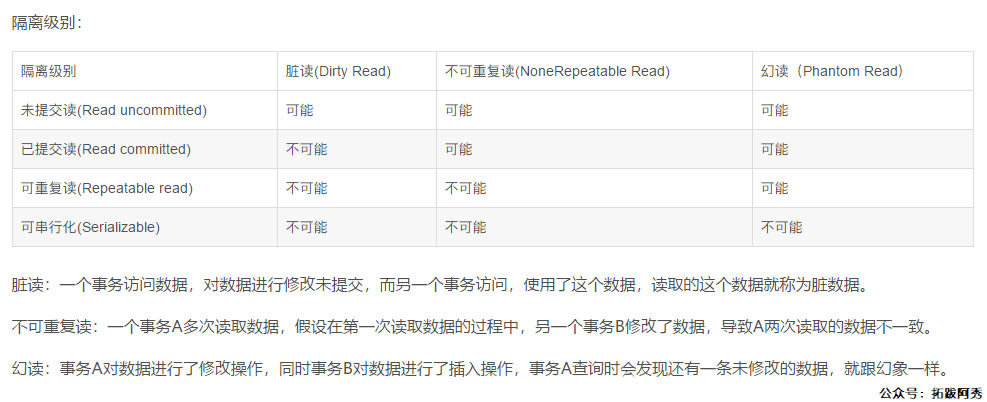 隔离级别：
隔离级别 脏读(Dirty Read) 不可重复读(NoneRepeatable Read) 幻读（Phantom Read）
未提交读(Read uncommitted) 可能 可能 可能
已提交读(Read committed) 不可能 可能 可能
可重复读(Repeatable read) 不可能 不可能 可能
可串行化(Serializable) 不可能 不可能 不可能
脏读：一个事务访问数据，对数据进行修改未提交，而另一个事务访问，使用了这个数据，读取的这个数据就称为脏数据。
不可重复读：一个事务A多次读取数据，假设在第一次读取数据的过程中，另一个事务B修改了数据，导致A两次读取的数据不一致。
幻读：事务A对数据进行了修改操作，同时事务B对数据进行了插入操作，事务A查询时会发现还有一条未修改的数据，就跟幻象一样。
公众号：拓跋阿秀